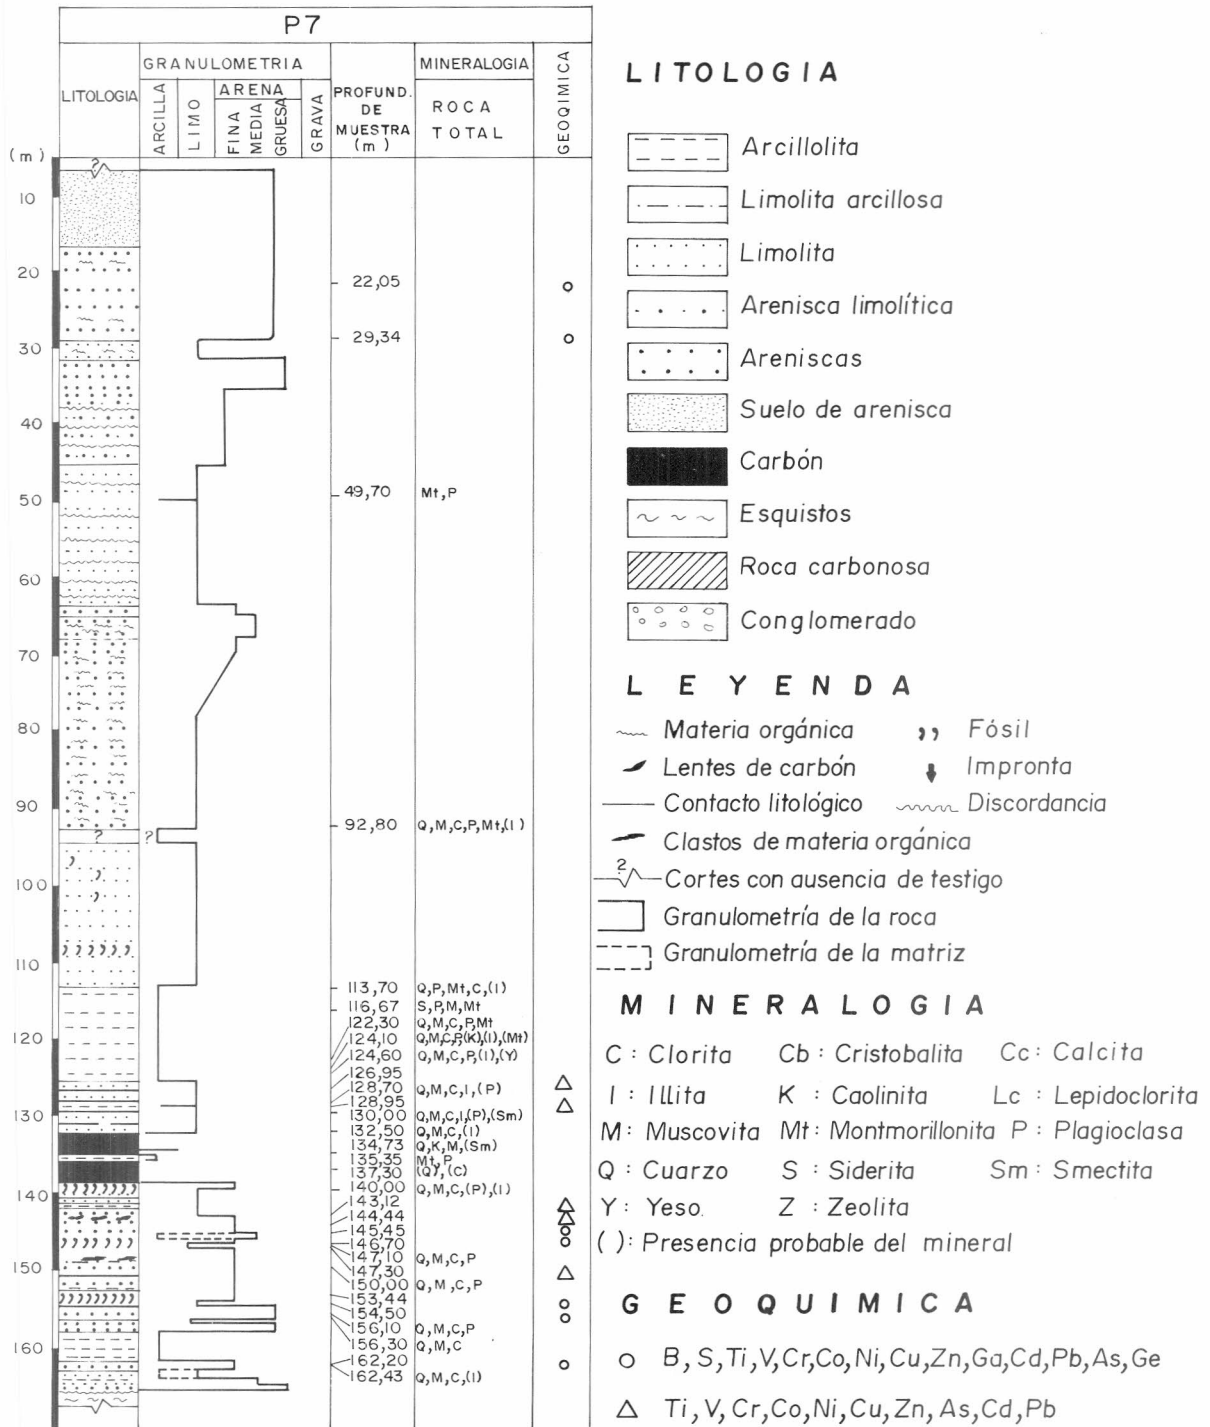 P7
GRANULOMETRIA
MINERALOGIA
GEOQIMICA
LITOLOGIA
ARCILLA
LIMO
ARENA
FINA
MEDIA
GRUESA
GRAVA
PROFUND.
DE
MUESTRA
(m)
ROCA
TOTAL
(m)
?
10
20
22,05
29,34
30
40
50
49,70 Mt,P
60
70
80
90
92,80 Q,M,C,P,Mt,(I)
? ?
100
110
113,70 Q,P,Mt,C,(I)
116,67 S,P,M,Mt
122,30 Q,M,C,P,Mt
120
124,10 Q,M,C,P,(K),(I),(Mt)
124,60 Q,M,C,P,(I),(Y)
126,95
128,70 Q,M,C,I,(P)
128,95
130
130,00 Q,M,C,I,(P),(Sm)
132,50 Q,M,C,(I)
134,73 Q,K,M,(Sm)
135,35 Mt,P
137,30 (Q),(C)
140
140,00 Q,M,C,(P),(I)
143,12
144,44
145,45
146,70
147,10 Q,M,C,P
147,30
150
150,00 Q,M,C,P
153,44
154,50
156,10 Q,M,C,P
156,30 Q,M,C
160
162,20
162,43 Q,M,C,(I)
LITOLOGIA
Arcillolita
Limolita arcillosa
Limolita
Arenisca limolítica
Areniscas
Suelo de arenisca
Carbón
Esquistos
Roca carbonosa
Conglomerado
LEYENDA
Materia orgánica Fósil
Lentes de carbón Impronta
Contacto litológico Discordancia
Clastos de materia orgánica
? Cortes con ausencia de testigo
Granulometría de la roca
Granulometría de la matriz
MINERALOGIA
C : Clorita Cb : Cristobalita Cc : Calcita
I : Illita K : Caolinita Lc : Lepidoclorita
M : Muscovita Mt : Montmorillonita P : Plagioclasa
Q : Cuarzo S : Siderita Sm : Smectita
Y : Yeso. Z : Zeolita
( ): Presencia probable del mineral
GEOQUIMICA
B, S, Ti, V, Cr, Co, Ni, Cu, Zn, Ga, Cd, Pb, As, Ge
Ti, V, Cr, Co, Ni, Cu, Zn, As, Cd, Pb